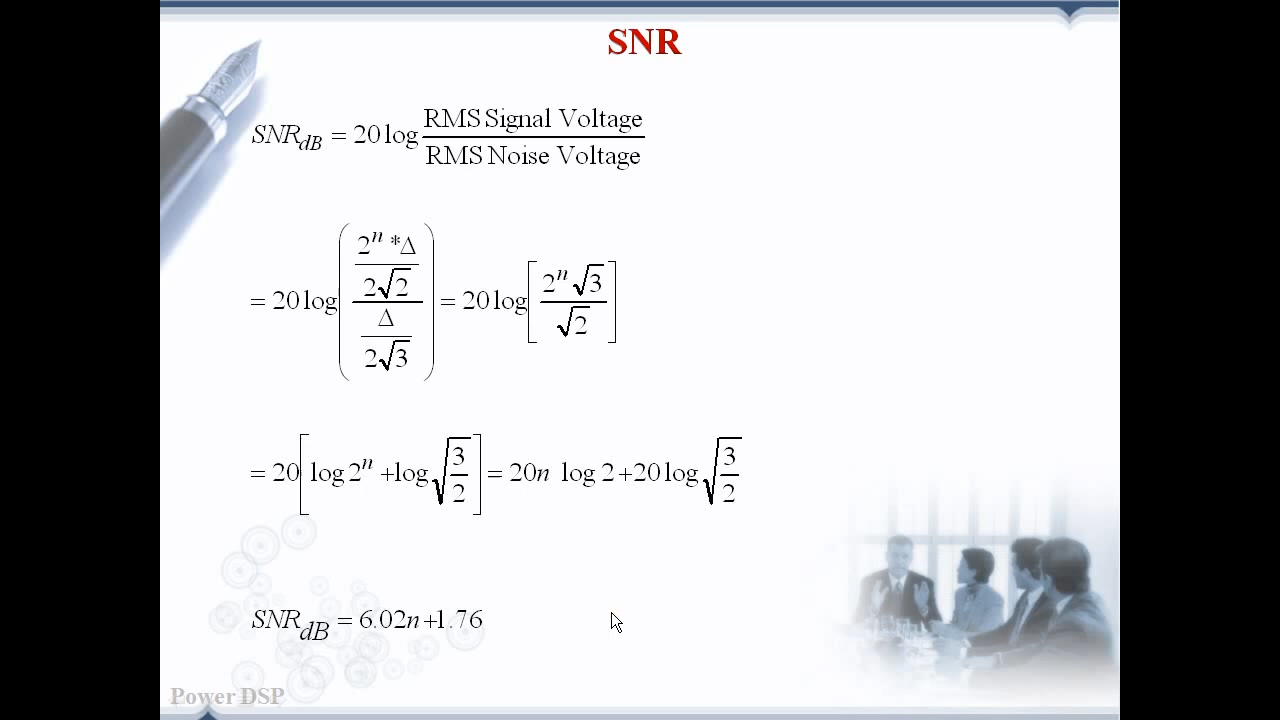 SNR
SNR_dB = 20 log (RMS Signal Voltage / RMS Noise Voltage)
= 20 log( ((2^n * Δ) / (2√2)) / (Δ / (2√3)) ) = 20 log[ (2^n √3) / √2 ]
= 20[ log 2^n + log √(3/2) ] = 20n log 2 + 20 log √(3/2)
SNR_dB = 6.02n + 1.76
Power DSP